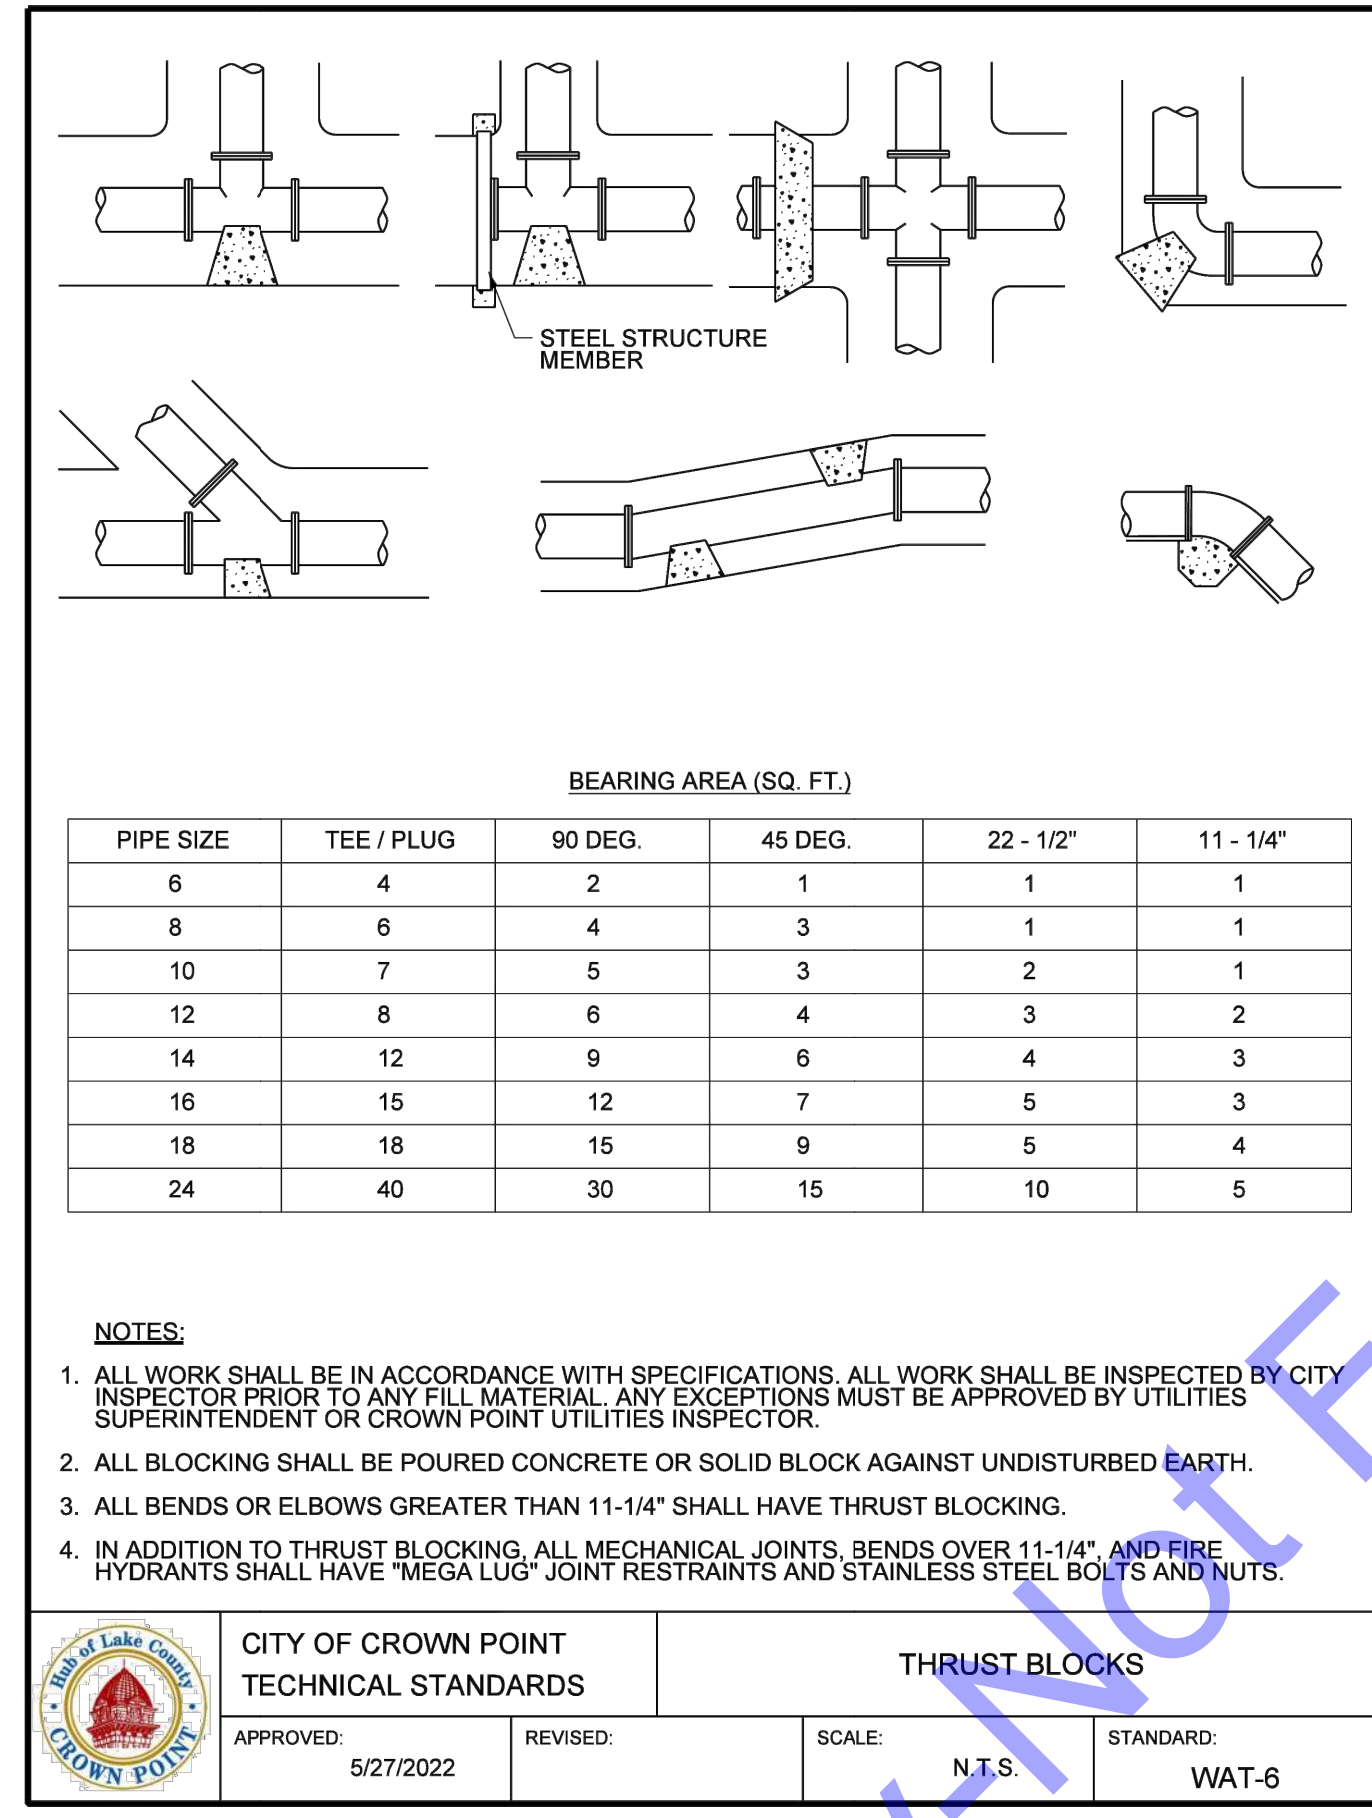 STEEL STRUCTURE
MEMBER
BEARING AREA (SQ. FT.)
PIPE SIZE TEE / PLUG 90 DEG. 45 DEG. 22 - 1/2" 11 - 1/4"
6 4 2 1 1 1
8 6 4 3 1 1
10 7 5 3 2 1
12 8 6 4 3 2
14 12 9 6 4 3
16 15 12 7 5 3
18 18 15 9 5 4
24 40 30 15 10 5
NOTES:
1. ALL WORK SHALL BE IN ACCORDANCE WITH SPECIFICATIONS. ALL WORK SHALL BE INSPECTED BY CITY
INSPECTOR PRIOR TO ANY FILL MATERIAL. ANY EXCEPTIONS MUST BE APPROVED BY UTILITIES
SUPERINTENDENT OR CROWN POINT UTILITIES INSPECTOR.
2. ALL BLOCKING SHALL BE POURED CONCRETE OR SOLID BLOCK AGAINST UNDISTURBED EARTH.
3. ALL BENDS OR ELBOWS GREATER THAN 11-1/4" SHALL HAVE THRUST BLOCKING.
4. IN ADDITION TO THRUST BLOCKING, ALL MECHANICAL JOINTS, BENDS OVER 11-1/4", AND FIRE
HYDRANTS SHALL HAVE "MEGA LUG" JOINT RESTRAINTS AND STAINLESS STEEL BOLTS AND NUTS.
Hub of Lake County
CROWN POINT
CITY OF CROWN POINT
TECHNICAL STANDARDS
THRUST BLOCKS
APPROVED:
5/27/2022
REVISED:
SCALE:
N.T.S.
STANDARD:
WAT-6
-Not